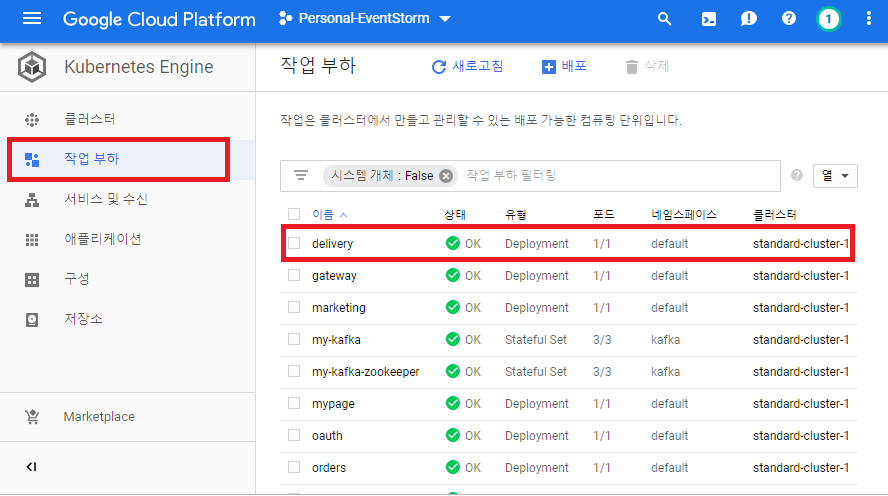 Google Cloud Platform
Personal-EventStorm
1
Kubernetes Engine
작업 부하
새로고침
배포
삭제
클러스터
작업 부하
서비스 및 수신
애플리케이션
구성
저장소
Marketplace
작업은 클러스터에서 만들고 관리할 수 있는 배포 가능한 컴퓨팅 단위입니다.
시스템 개체 : False
작업 부하 필터링
열
이름 상태 유형 포드 네임스페이스 클러스터
delivery OK Deployment 1/1 default standard-cluster-1
gateway OK Deployment 1/1 default standard-cluster-1
marketing OK Deployment 1/1 default standard-cluster-1
my-kafka OK Stateful Set 3/3 kafka standard-cluster-1
my-kafka-zookeeper OK Stateful Set 3/3 kafka standard-cluster-1
mypage OK Deployment 1/1 default standard-cluster-1
oauth OK Deployment 1/1 default standard-cluster-1
orders OK Deployment 1/1 default standard-cluster-1